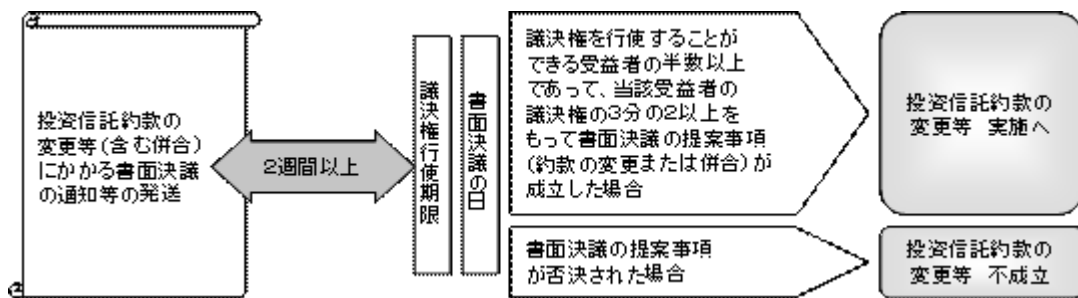 投資信託約款の
変更等(含む併合)
にかかる書面決議
の通知等の発送
２週間以上
議決権行使期限
書面決議の日
議決権を行使することが
できる受益者の半数以上
であって、当該受益者の
議決権の3分の2以上を
もって書面決議の提案事項
(約款の変更または併合)が
成立した場合
投資信託約款の
変更等 実施へ
書面決議の提案事項
が否決された場合
投資信託約款の
変更等 不成立